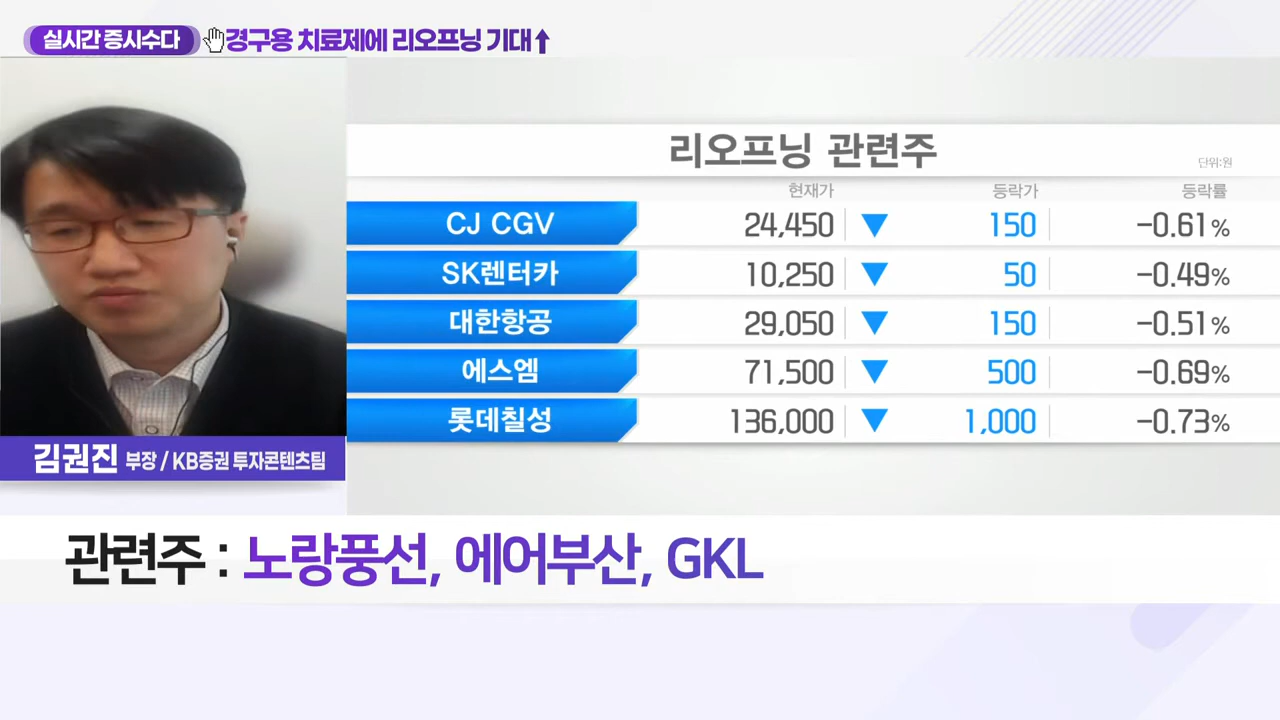 실시간 증시수다 경구용 치료제에 리오프닝 기대↑
리오프닝 관련주
단위:원
현재가 등락가 등락률
CJ CGV 24,450 ▼ 150 -0.61%
SK렌터카 10,250 ▼ 50 -0.49%
대한항공 29,050 ▼ 150 -0.51%
에스엠 71,500 ▼ 500 -0.69%
롯데칠성 136,000 ▼ 1,000 -0.73%
김권진 부장 / KB증권 투자콘텐츠팀
관련주 : 노랑풍선, 에어부산, GKL